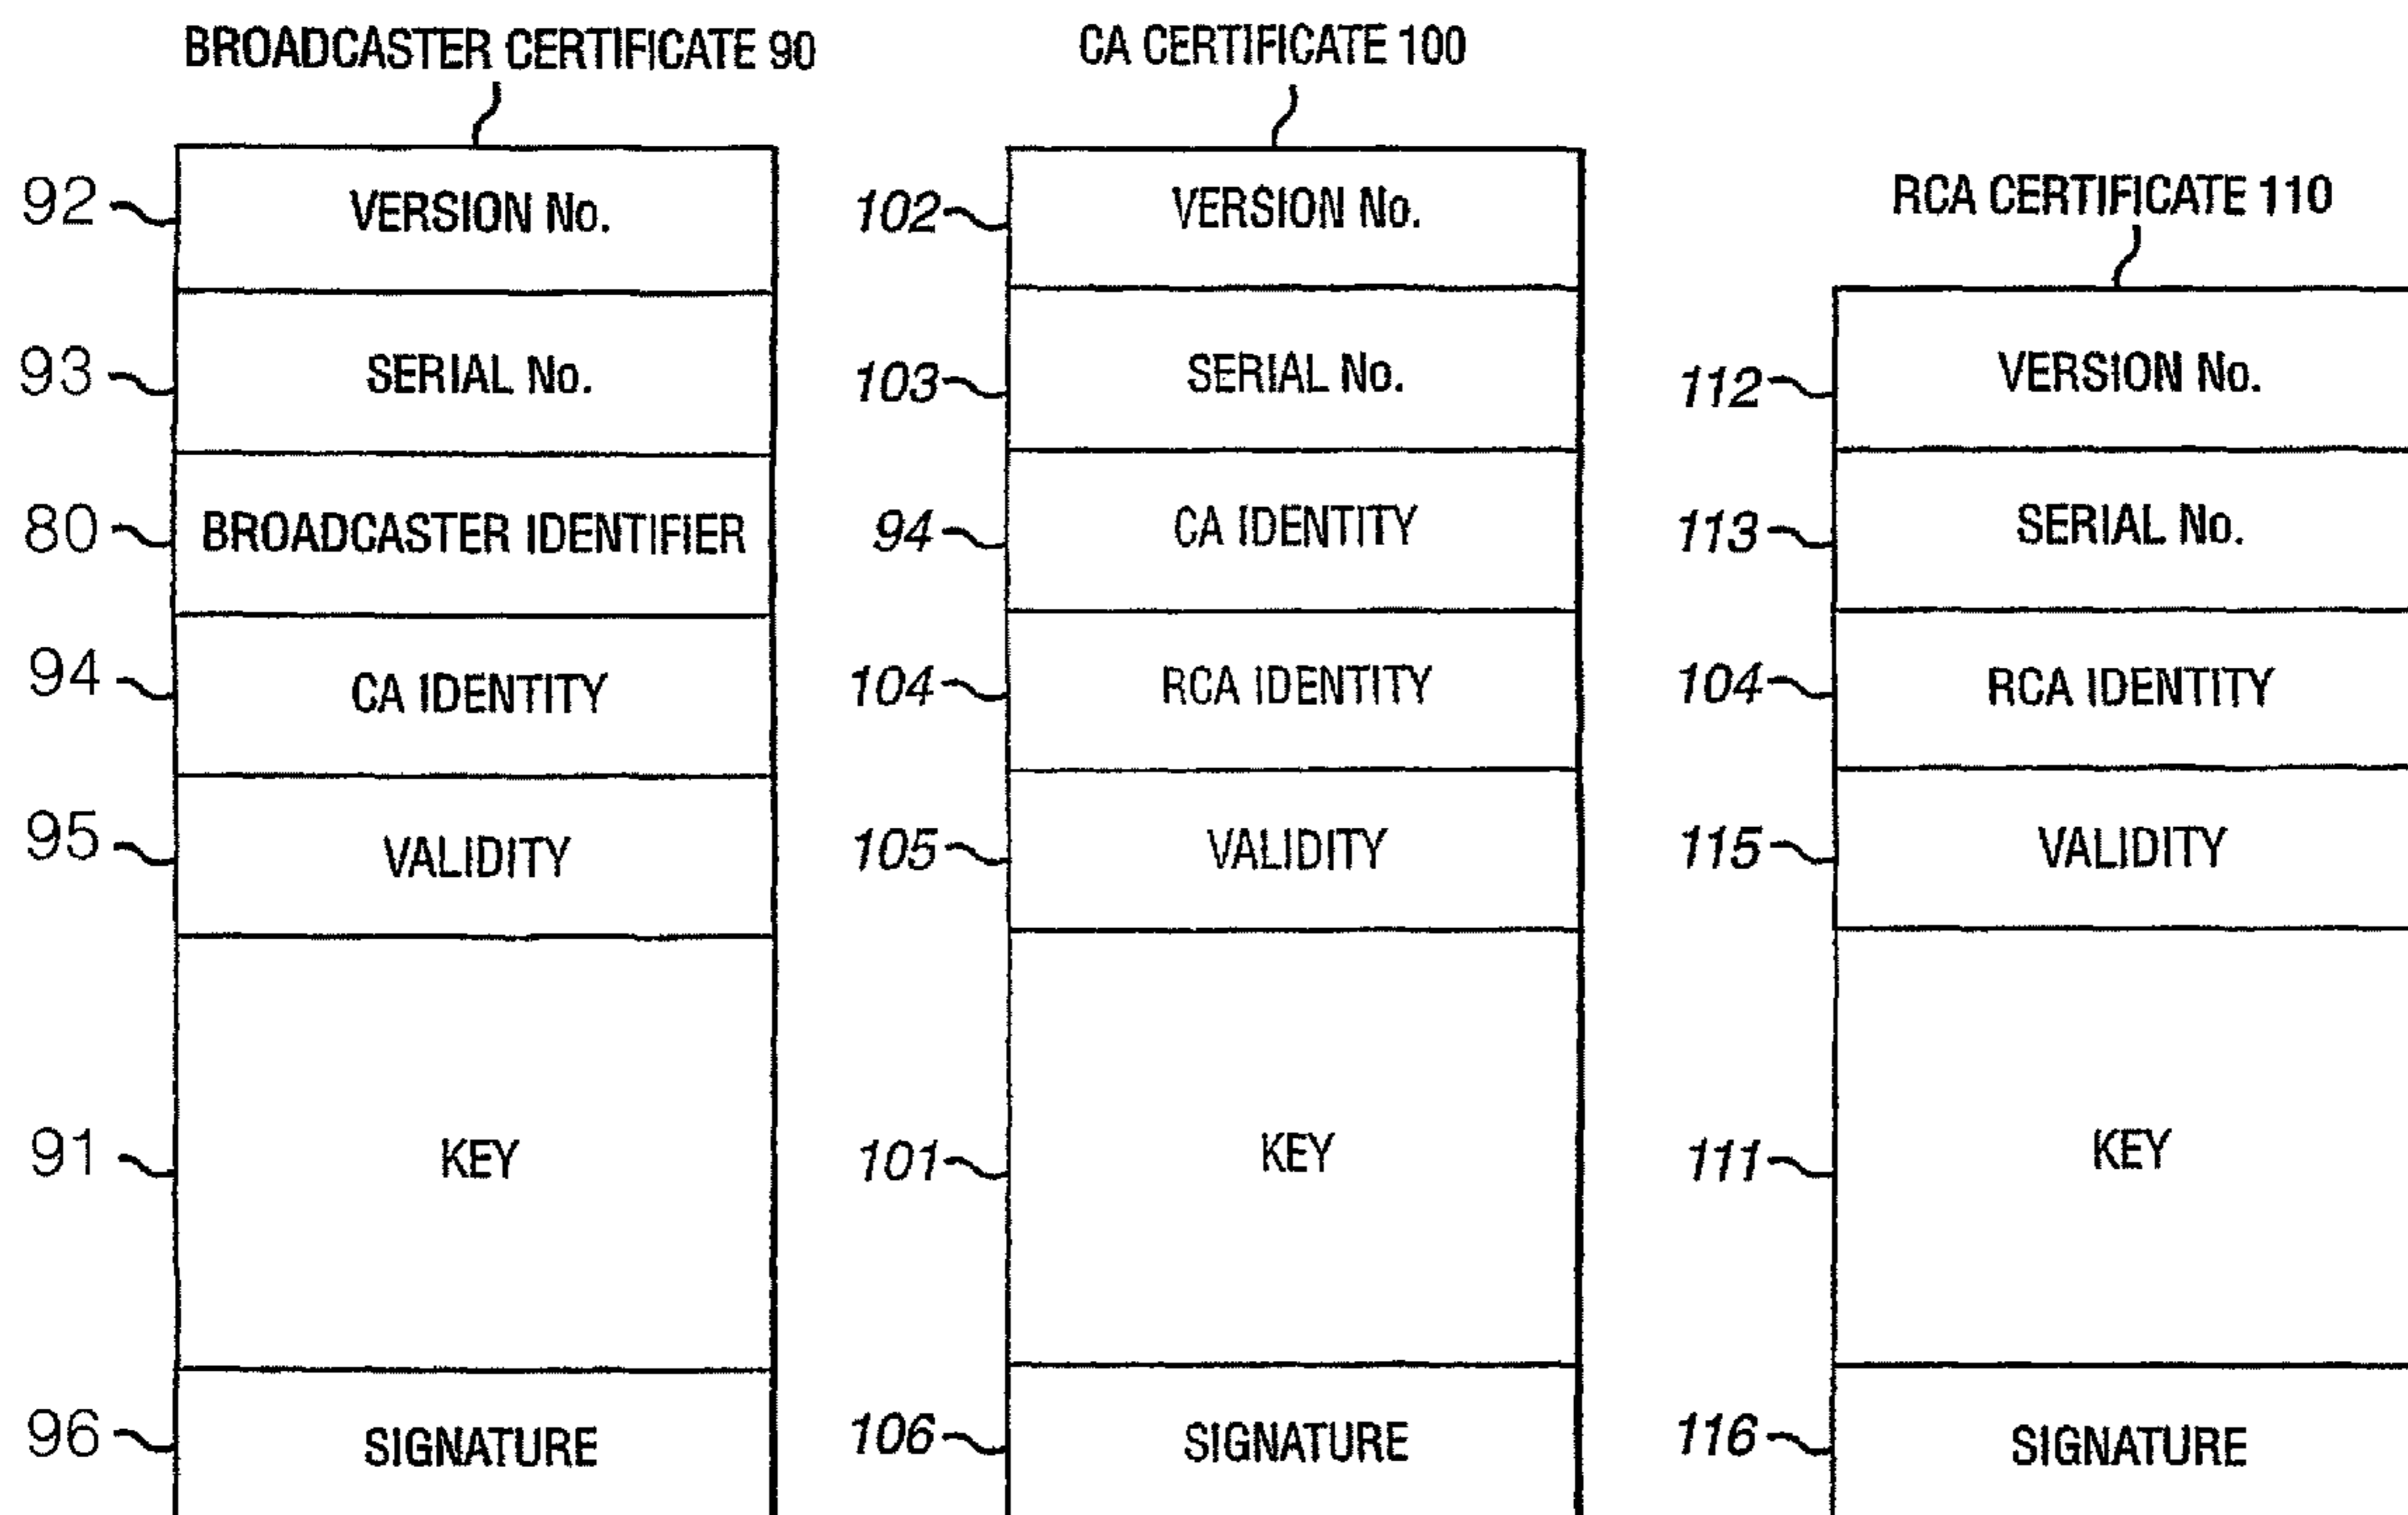 BROADCASTER CERTIFICATE 90
92 VERSION No.
93 SERIAL No.
80 BROADCASTER IDENTIFIER
94 CA IDENTITY
95 VALIDITY
91 KEY
96 SIGNATURE
CA CERTIFICATE 100
102 VERSION No.
103 SERIAL No.
94 CA IDENTITY
104 RCA IDENTITY
105 VALIDITY
101 KEY
106 SIGNATURE
RCA CERTIFICATE 110
112 VERSION No.
113 SERIAL No.
104 RCA IDENTITY
115 VALIDITY
111 KEY
116 SIGNATURE